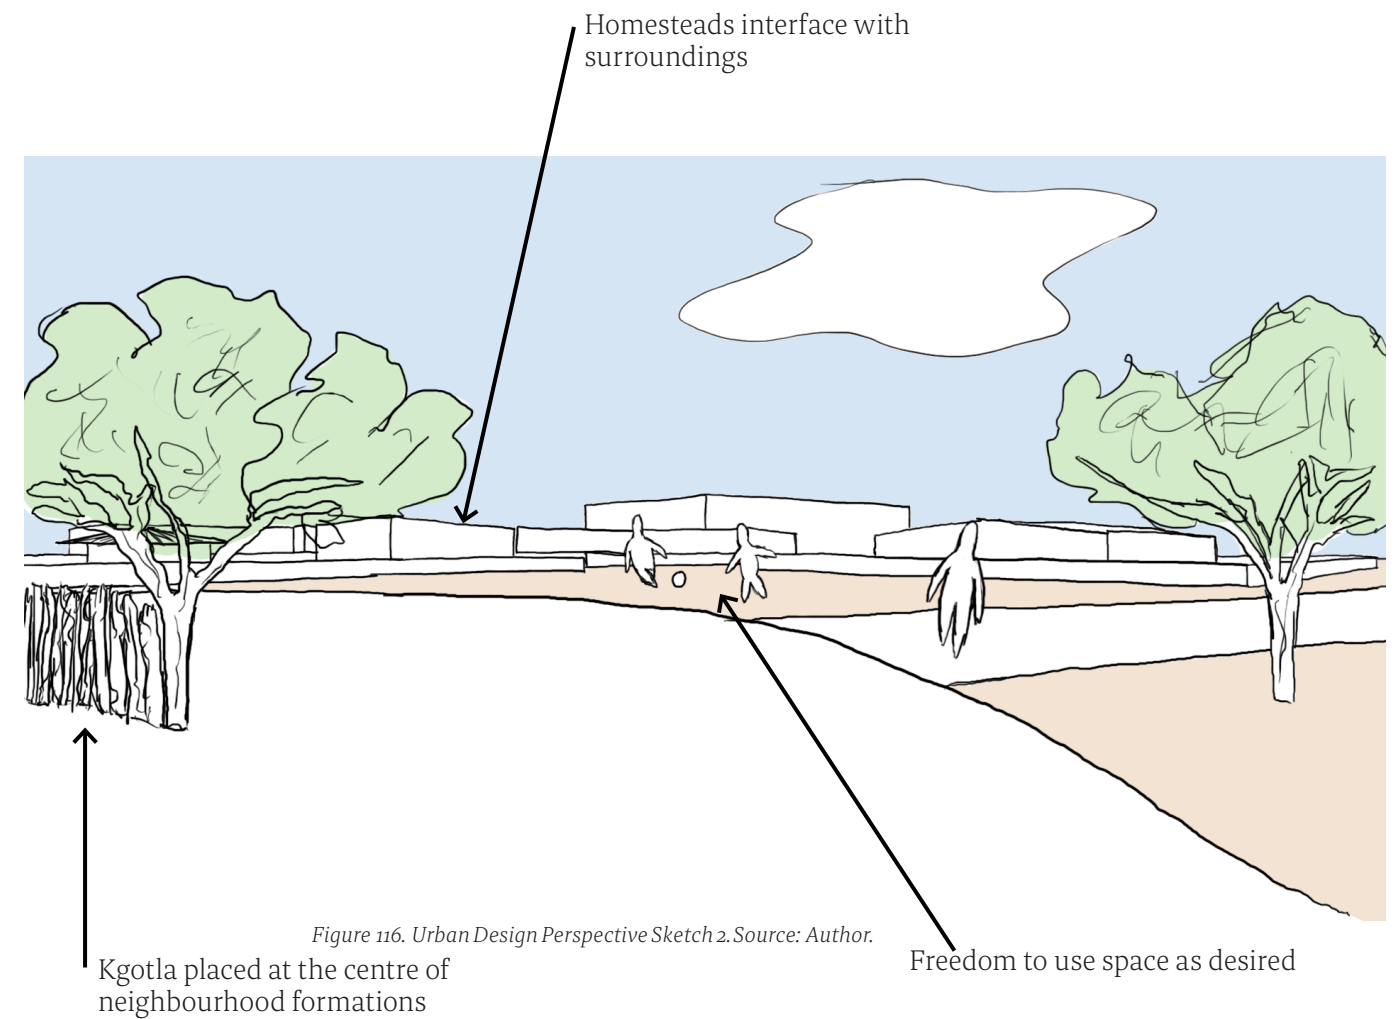 Homesteads interface with
surroundings
Figure 116. Urban Design Perspective Sketch 2. Source: Author.
Kgotla placed at the centre of
neighbourhood formations
Freedom to use space as desired